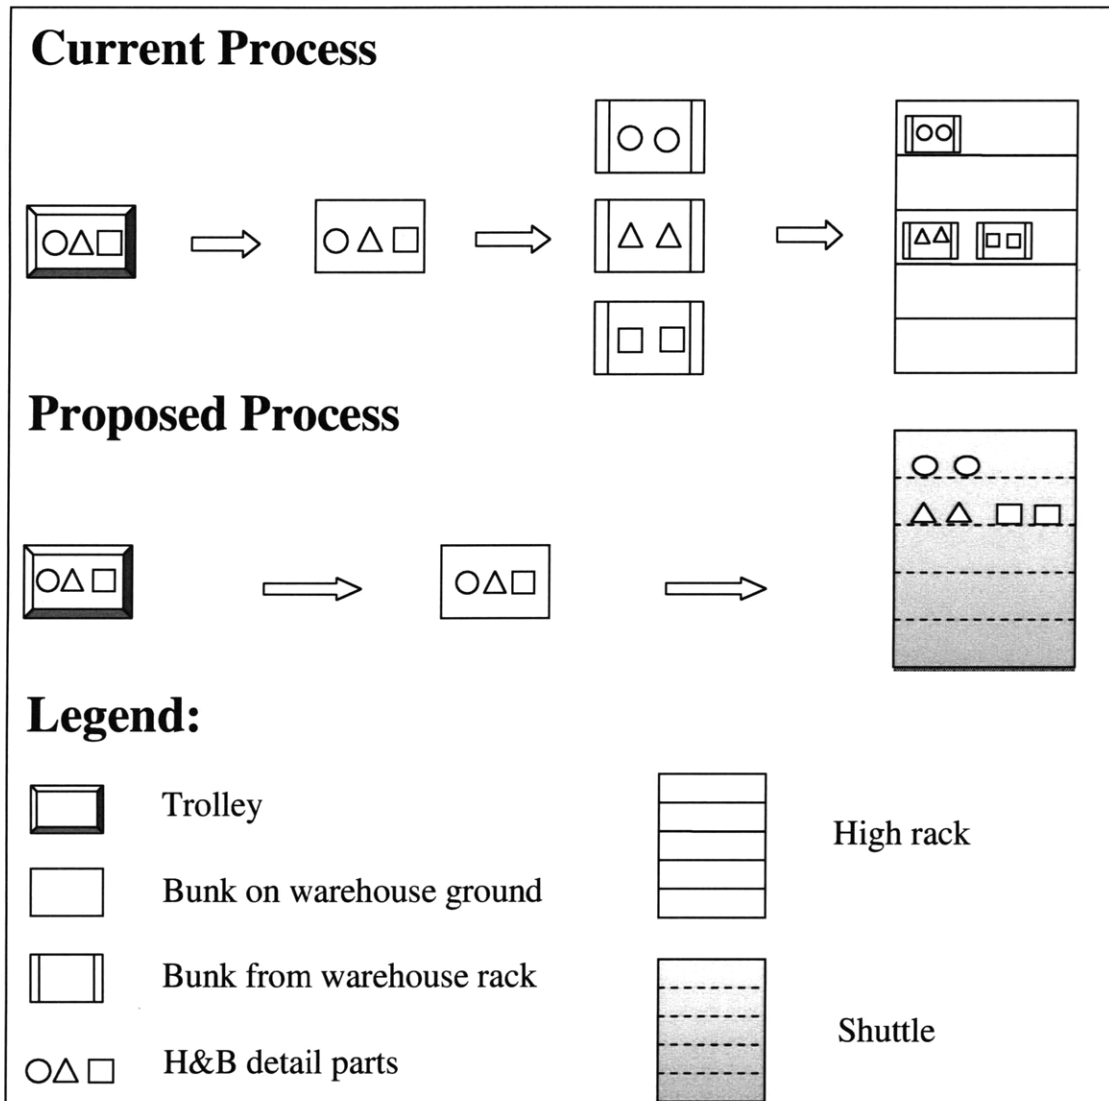 Current Process
Proposed Process
Legend:
Trolley
Bunk on warehouse ground
Bunk from warehouse rack
H&B detail parts
High rack
Shuttle